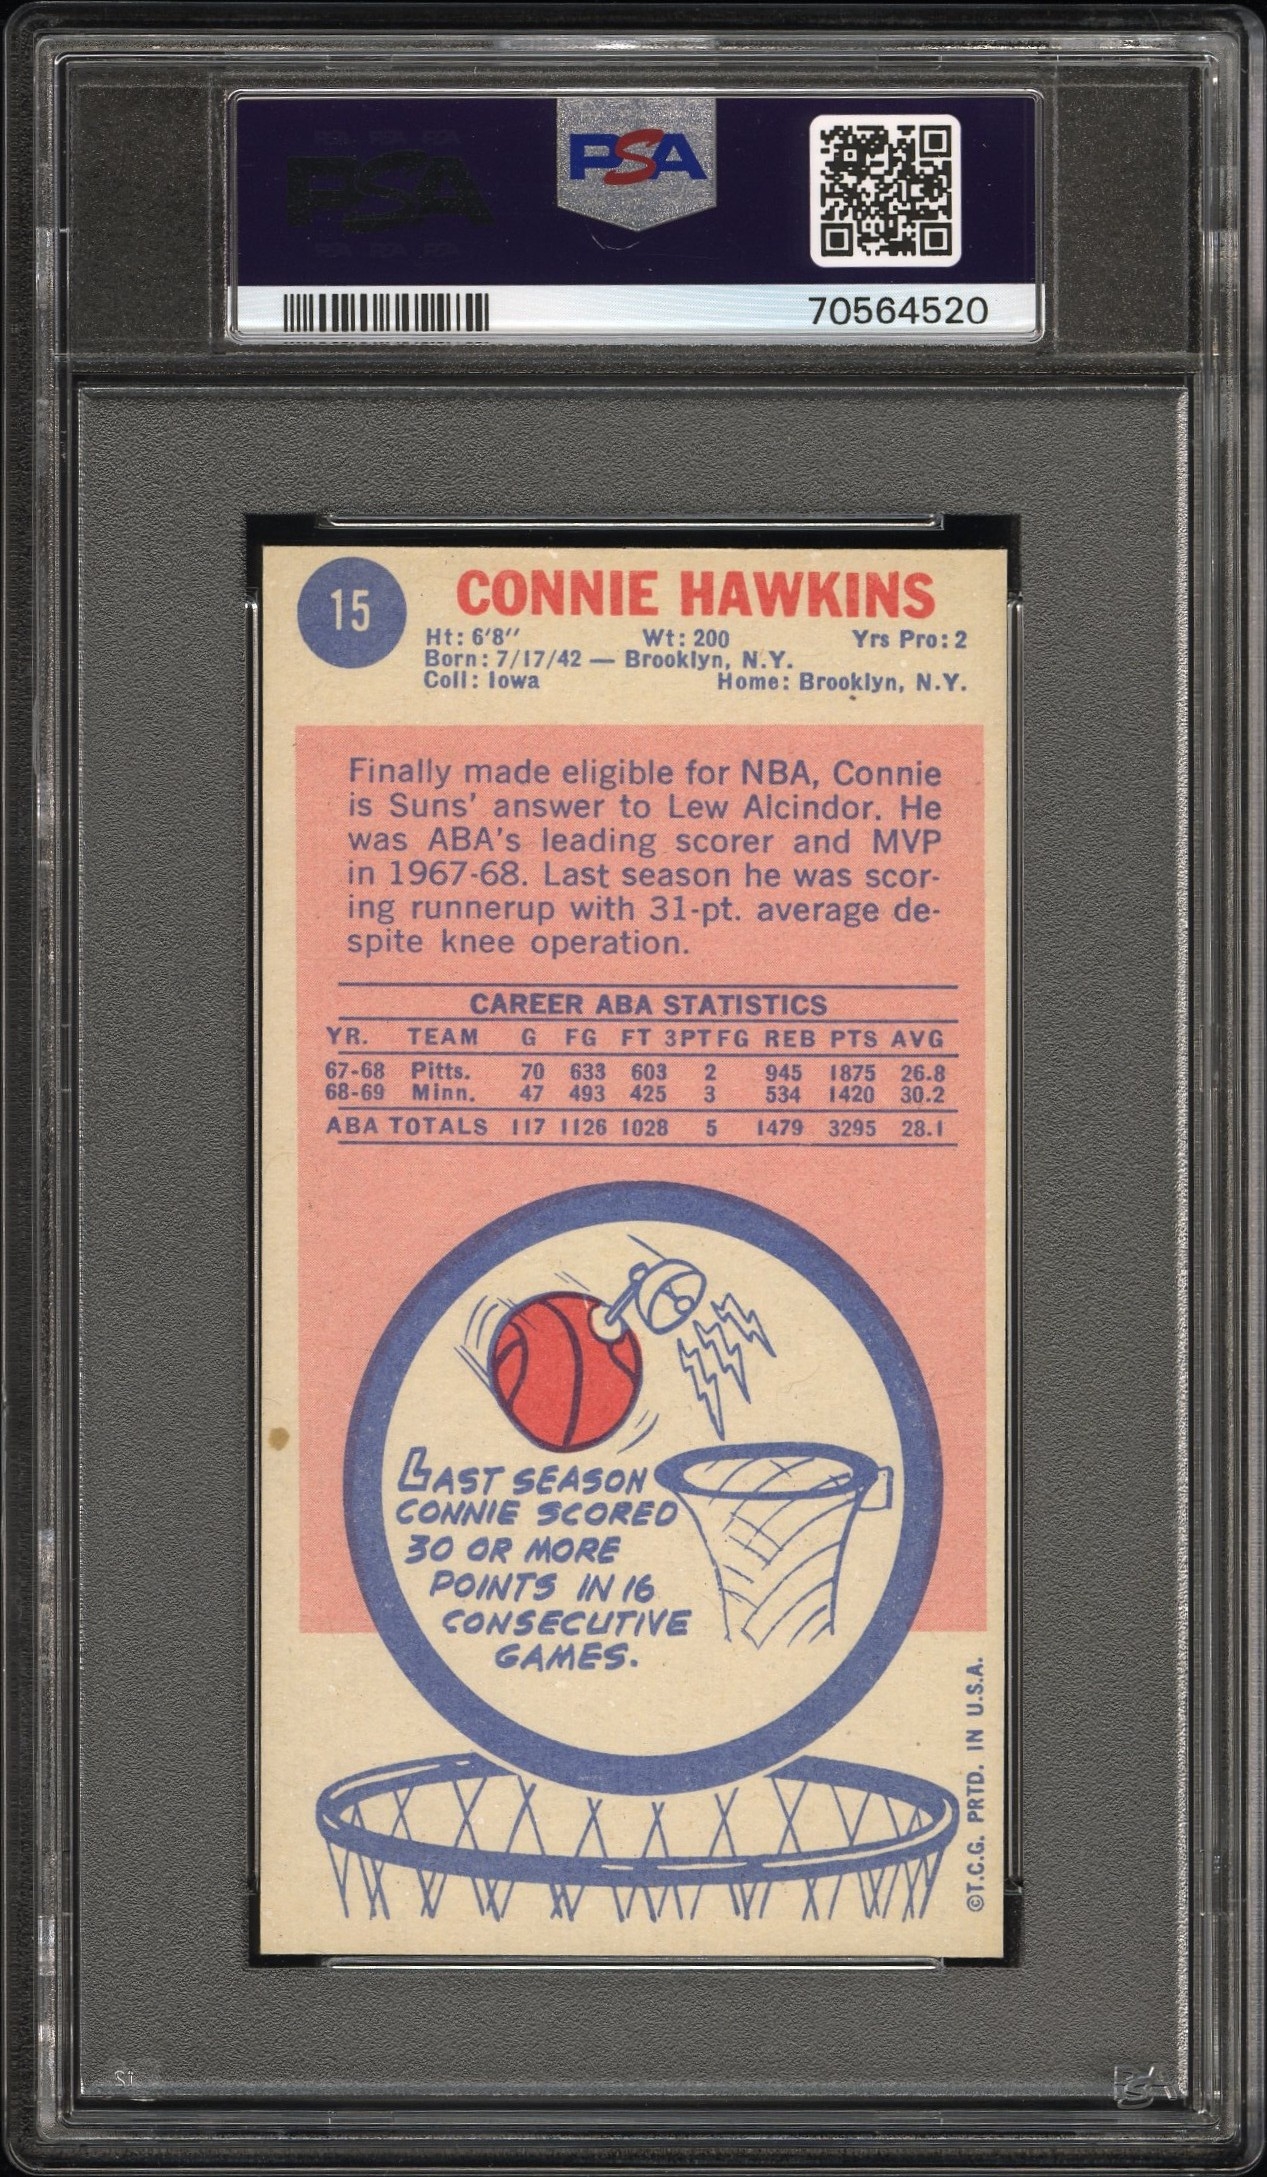 PSA
PSA
70564520
15
CONNIE HAWKINS
Ht: 6'8" Wt: 200 Yrs Pro: 2
Born: 7/17/42 — Brooklyn, N.Y.
Coll: Iowa Home: Brooklyn, N.Y.
Finally made eligible for NBA, Connie
is Suns' answer to Lew Alcindor. He
was ABA's leading scorer and MVP
in 1967-68. Last season he was scor-
ing runnerup with 31-pt. average de-
spite knee operation.
CAREER ABA STATISTICS
YR. TEAM G FG FT 3PTFG REB PTS AVG
67-68 Pitts. 70 633 603 2 945 1875 26.8
68-69 Minn. 47 493 425 3 534 1420 30.2
ABA TOTALS 117 1126 1028 5 1479 3295 28.1
LAST SEASON
CONNIE SCORED
30 OR MORE
POINTS IN 16
CONSECUTIVE
GAMES.
©T.C.G. PRTD. IN U.S.A.
PSA